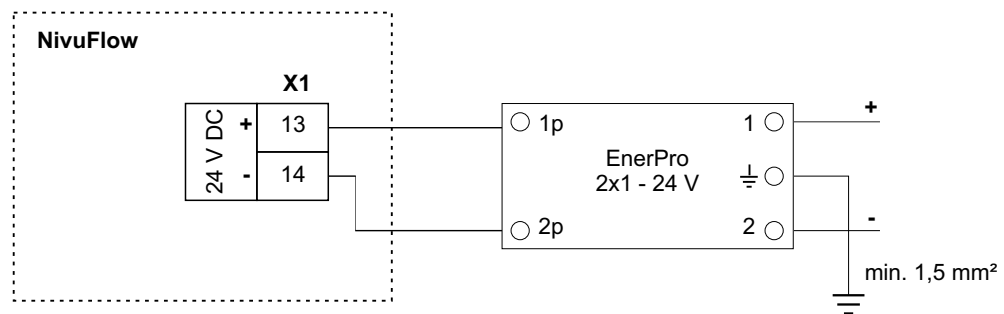 NivuFlow
X1
24 V DC
+ 13
- 14
1p
EnerPro
2x1 - 24 V
2p
1
2
+
-
min. 1,5 mm²